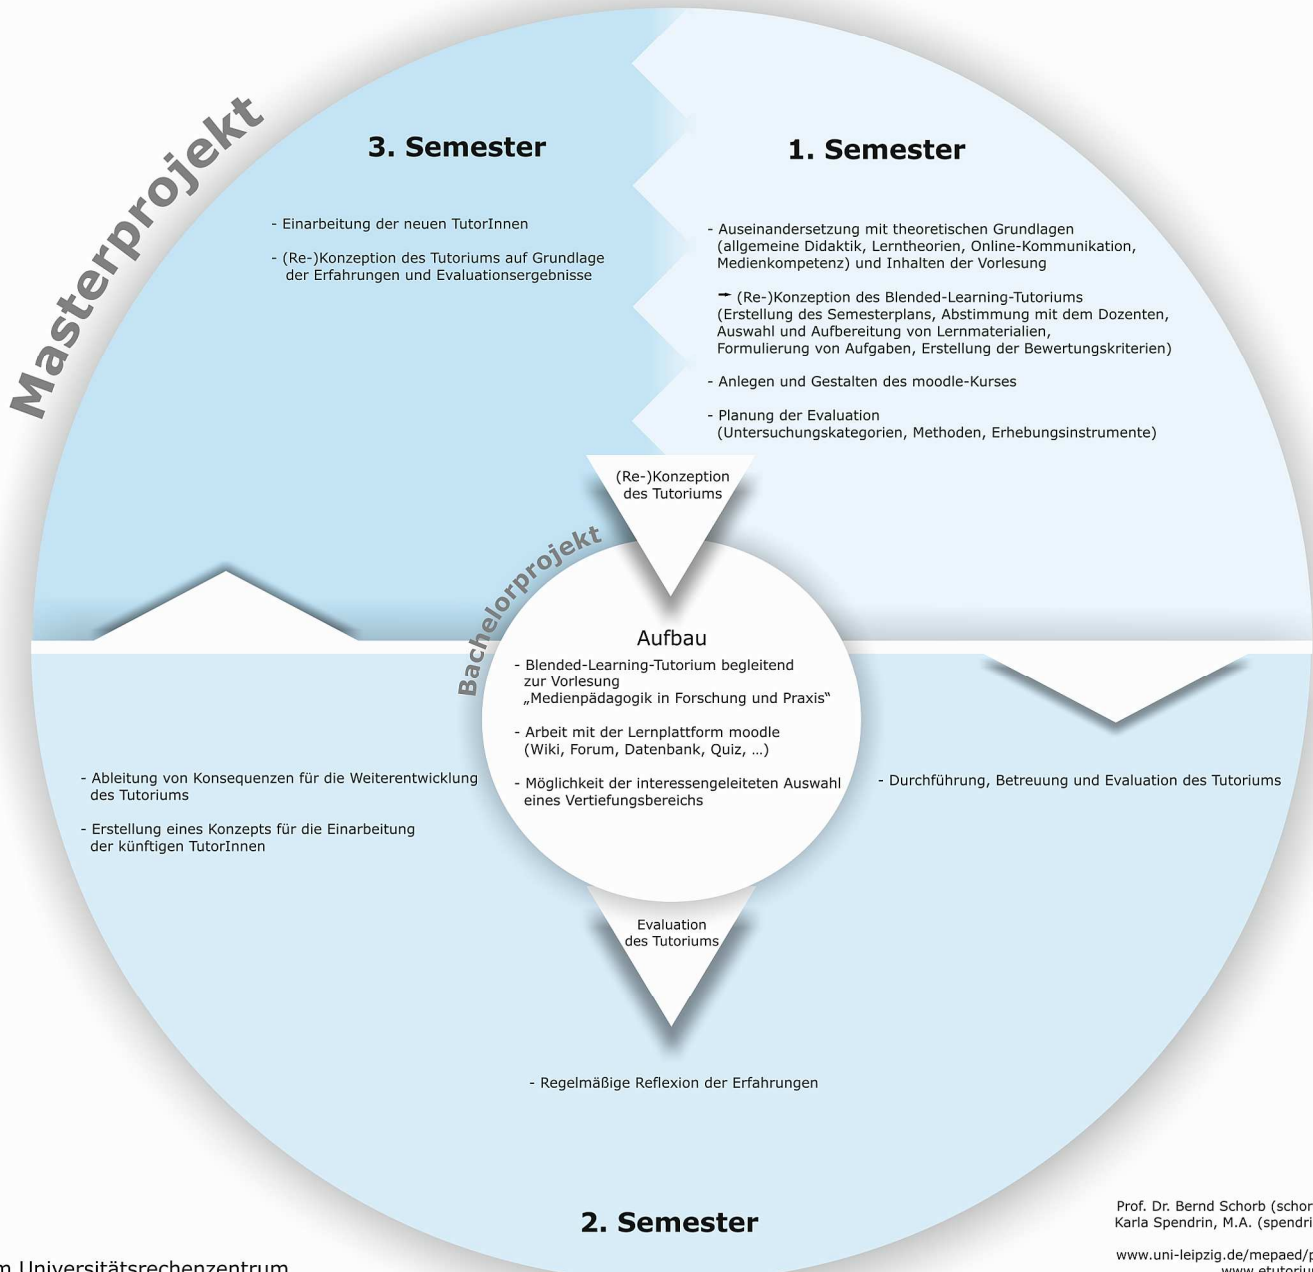 Masterprojekt
3. Semester
- Einarbeitung der neuen TutorInnen
- (Re-)Konzeption des Tutoriums auf Grundlage
der Erfahrungen und Evaluationsergebnisse
1. Semester
- Auseinandersetzung mit theoretischen Grundlagen
(allgemeine Didaktik, Lerntheorien, Online-Kommunikation,
Medienkompetenz) und Inhalten der Vorlesung
→ (Re-)Konzeption des Blended-Learning-Tutoriums
(Erstellung des Semesterplans, Abstimmung mit dem Dozenten,
Auswahl und Aufbereitung von Lernmaterialien,
Formulierung von Aufgaben, Erstellung der Bewertungskriterien)
- Anlegen und Gestalten des moodle-Kurses
- Planung der Evaluation
(Untersuchungskategorien, Methoden, Erhebungsinstrumente)
(Re-)Konzeption
des Tutoriums
Bachelorprojekt
Aufbau
- Blended-Learning-Tutorium begleitend
zur Vorlesung
„Medienpädagogik in Forschung und Praxis“
- Arbeit mit der Lernplattform moodle
(Wiki, Forum, Datenbank, Quiz, ...)
- Möglichkeit der interessengeleiteten Auswahl
eines Vertiefungsbereichs
- Ableitung von Konsequenzen für die Weiterentwicklung
des Tutoriums
- Erstellung eines Konzepts für die Einarbeitung
der künftigen TutorInnen
- Durchführung, Betreuung und Evaluation des Tutoriums
Evaluation
des Tutoriums
- Regelmäßige Reflexion der Erfahrungen
2. Semester
Prof. Dr. Bernd Schorb (schor
Karla Spendrin, M.A. (spendri
www.uni-leipzig.de/mepaed/p
www.etutoriu
m Universitätsrechenzentrum